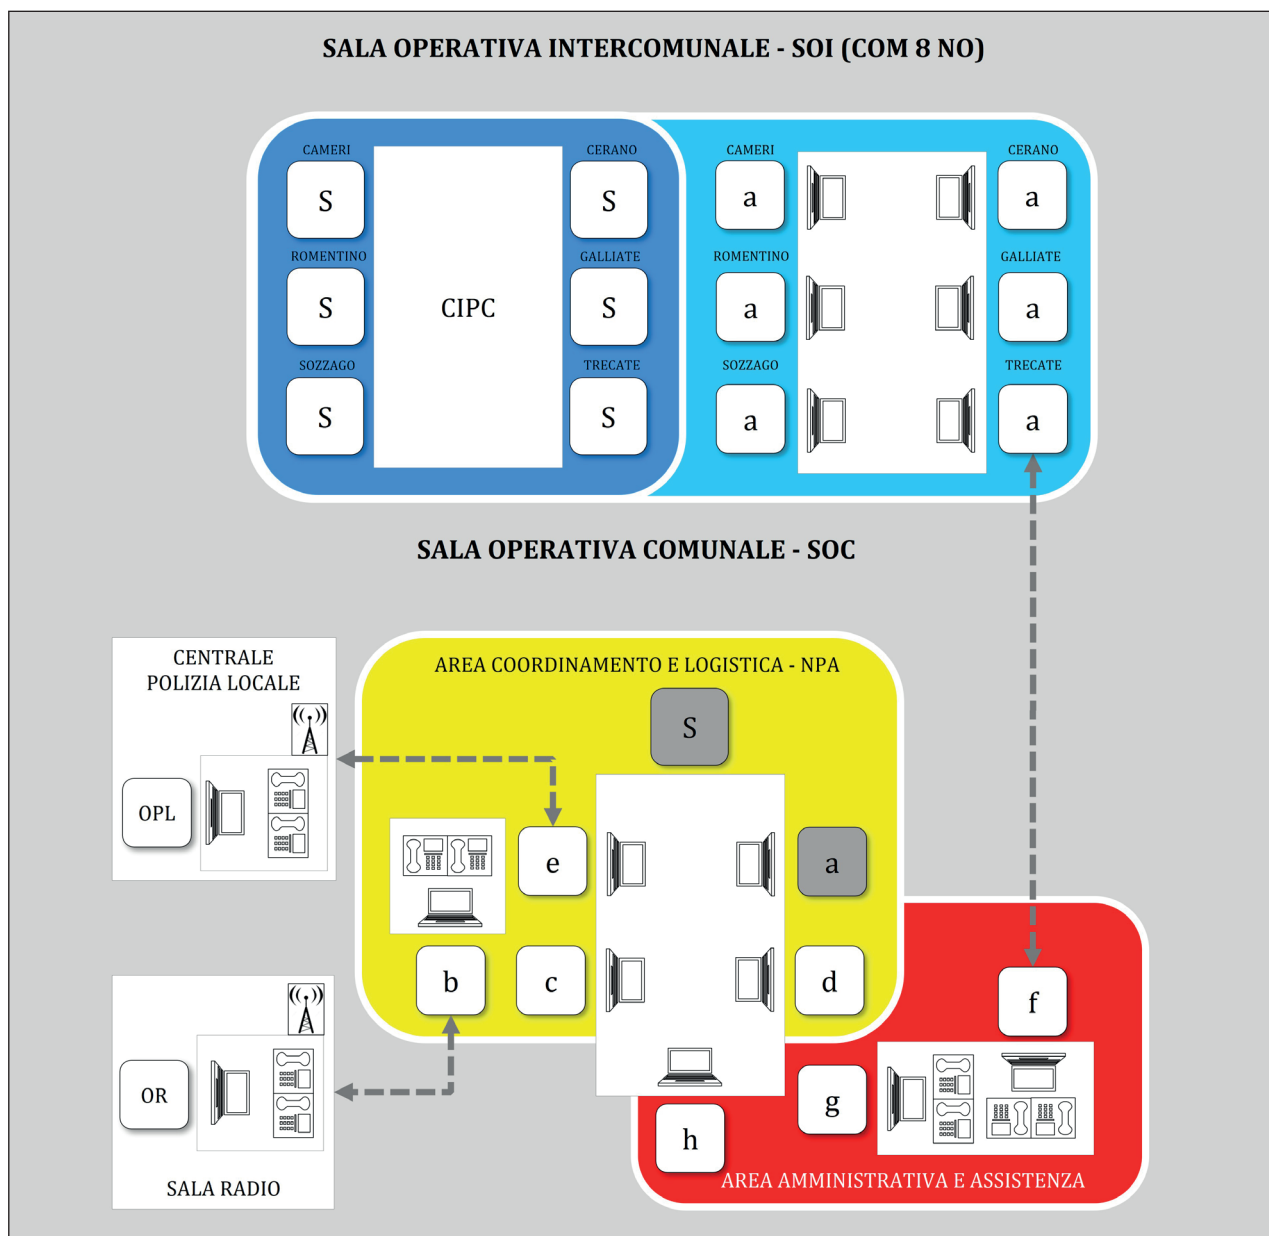 SALA OPERATIVA INTERCOMUNALE - SOI (COM 8 NO)
CAMERI
CERANO
CAMERI
CERANO
S
S
a
a
ROMENTINO
GALLIATE
ROMENTINO
GALLIATE
S
CIPC
S
a
a
SOZZAGO
TRECATE
SOZZAGO
TRECATE
S
S
a
a
SALA OPERATIVA COMUNALE - SOC
CENTRALE
POLIZIA LOCALE
OPL
AREA COORDINAMENTO E LOGISTICA - NPA
S
e
a
b
c
d
OR
SALA RADIO
f
g
h
AREA AMMINISTRATIVA E ASSISTENZA